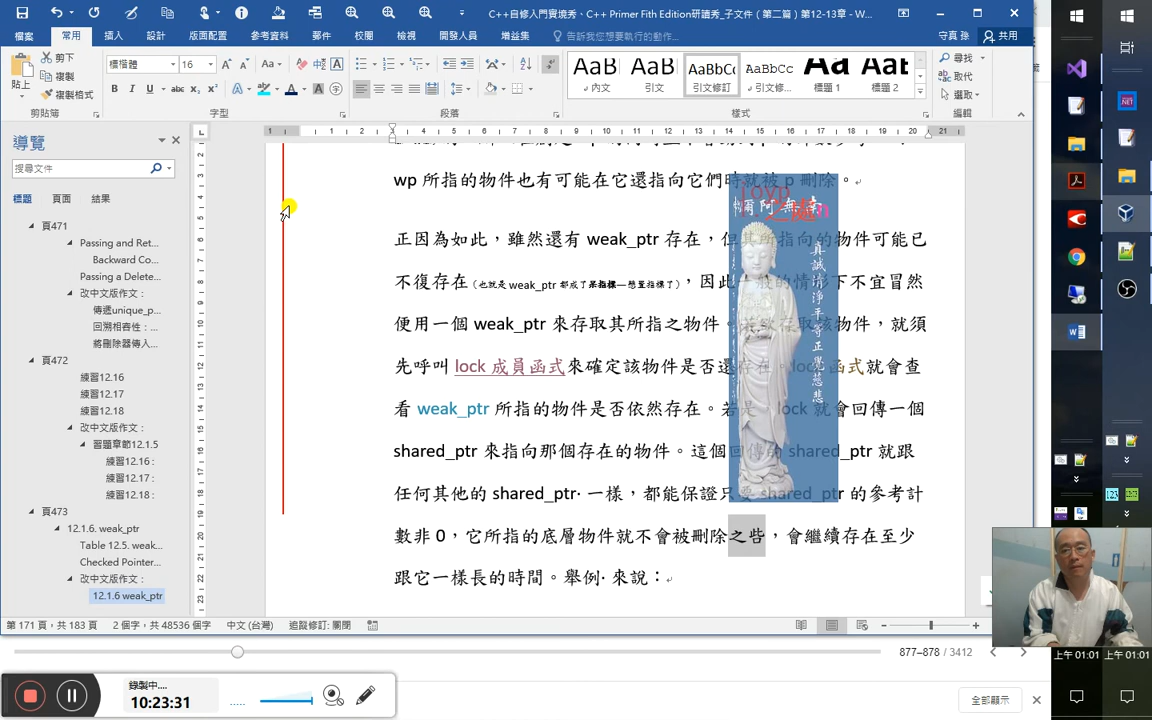 C++自修入門實境秀、C++ Primer Fith Edition研讀秀_子文件（第二篇）第12-13章 - W...
檔案 常用 插入 設計 版面配置 參考資料 郵件 校閱 檢視 開發人員 增益集 告訴我您想要執行的動作... 守真 孫 共用
貼上 剪下 複製 複製格式 標楷體 16
AaB AaB AaBbCc AaBbCc AaB AaB
內文 引文 引文修訂 引文修... 標題 1 標題 2
尋找 取代 選取
剪貼簿 字型 段落 樣式 編輯
導覽
搜尋文件
標題 頁面 結果
頁471
Passing and Ret...
Backward Co...
Passing a Delete...
改中文版作文：
傳遞unique_p...
回溯相容性：...
將刪除器傳入...
頁472
練習12.16
練習12.17
練習12.18
改中文版作文：
習題章節12.1.5
練習12.16：
練習12.17：
練習12.18：
頁473
12.1.6. weak_ptr
Table 12.5. weak...
Checked Pointer...
改中文版作文：
12.1.6 weak_ptr
wp 所指的物件也有可能在它還指向它們時就被 p 刪除。
南無阿彌
真誠清淨平等正覺慈悲
正因為如此，雖然還有 weak_ptr 存在，但其所指向的物件可能已
不復存在（也就是 weak_ptr 都成了呆指標—懸置指標了），因此一般的情形下不宜冒然
便用一個 weak_ptr 來存取其所指之物件。若欲存取該物件，就須
先呼叫 lock 成員函式來確定該物件是否還存在。lock 函式就會查
看 weak_ptr 所指的物件是否依然存在。若是，lock 就會回傳一個
shared_ptr 來指向那個存在的物件。這個回傳的 shared_ptr 就跟
任何其他的 shared_ptr· 一樣，都能保證只要 shared_ptr 的參考計
數非 0，它所指的底層物件就不會被刪除之呰，會繼續存在至少
跟它一樣長的時間。舉例· 來說：
第 171 頁，共 183 頁 2 個字，共 48536 個字 中文 (台灣) 追蹤修訂: 關閉
877–878 / 3412
錄製中....
10:23:31
全部顯示
上午 01:01 上午 01:01